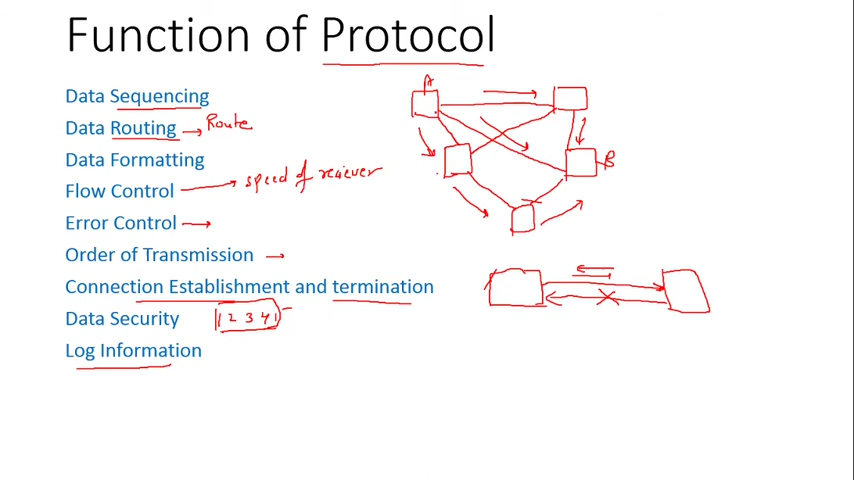 Function of Protocol
Data Sequencing
Data Routing → Route
Data Formatting
Flow Control → speed of reciever
Error Control →
Order of Transmission →
Connection Establishment and termination
Data Security 1 2 3 4
Log Information
A
B